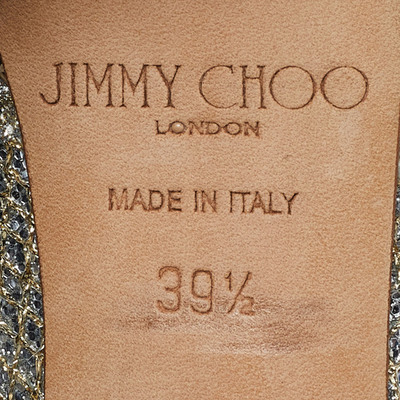 JIMMY CHOO
LONDON
MADE IN ITALY
39½